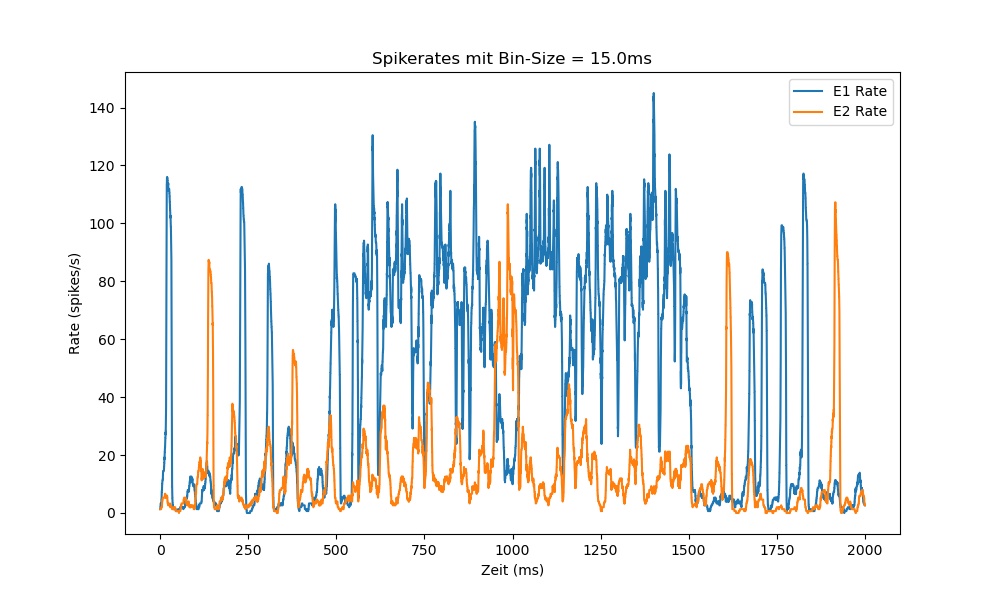 Spikerates mit Bin-Size = 15.0ms
E1 Rate
E2 Rate
Rate (spikes/s)
140
120
100
80
60
40
20
0
0 250 500 750 1000 1250 1500 1750 2000
Zeit (ms)